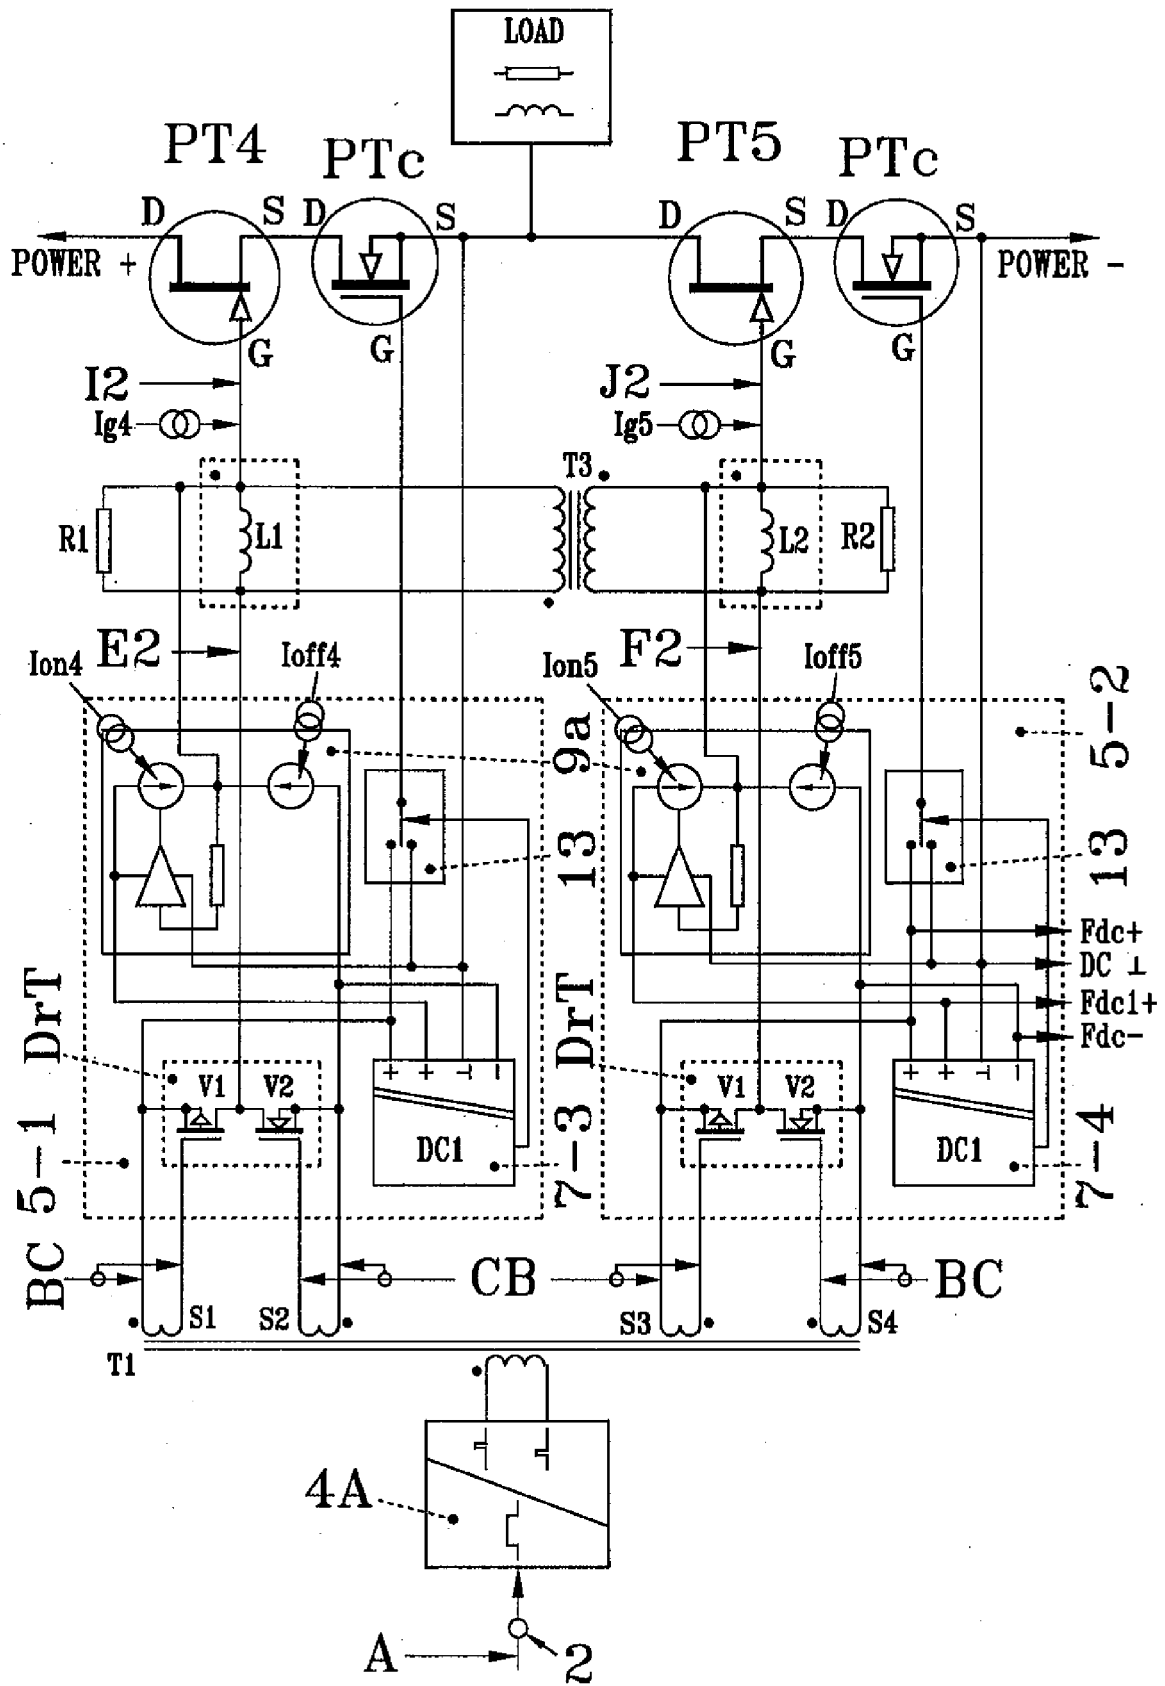 LOAD
PT4 PTc PT5 PTc
D S D S D S D S
POWER + POWER -
G G G G
I2 J2
Ig4 Ig5
T3
R1 L1 L2 R2
E2 F2
Ion4 Ioff4 Ion5 Ioff5
5-2
9a
13 13
Fdc+
DC ⊥
Fdc1+
Fdc-
DrT DrT
+ + ⊥ - + + ⊥ -
V1 V2 V1 V2
DC1 DC1
5-1 7-3 7-4
BC CB BC
S1 S2 S3 S4
T1
4A
A 2